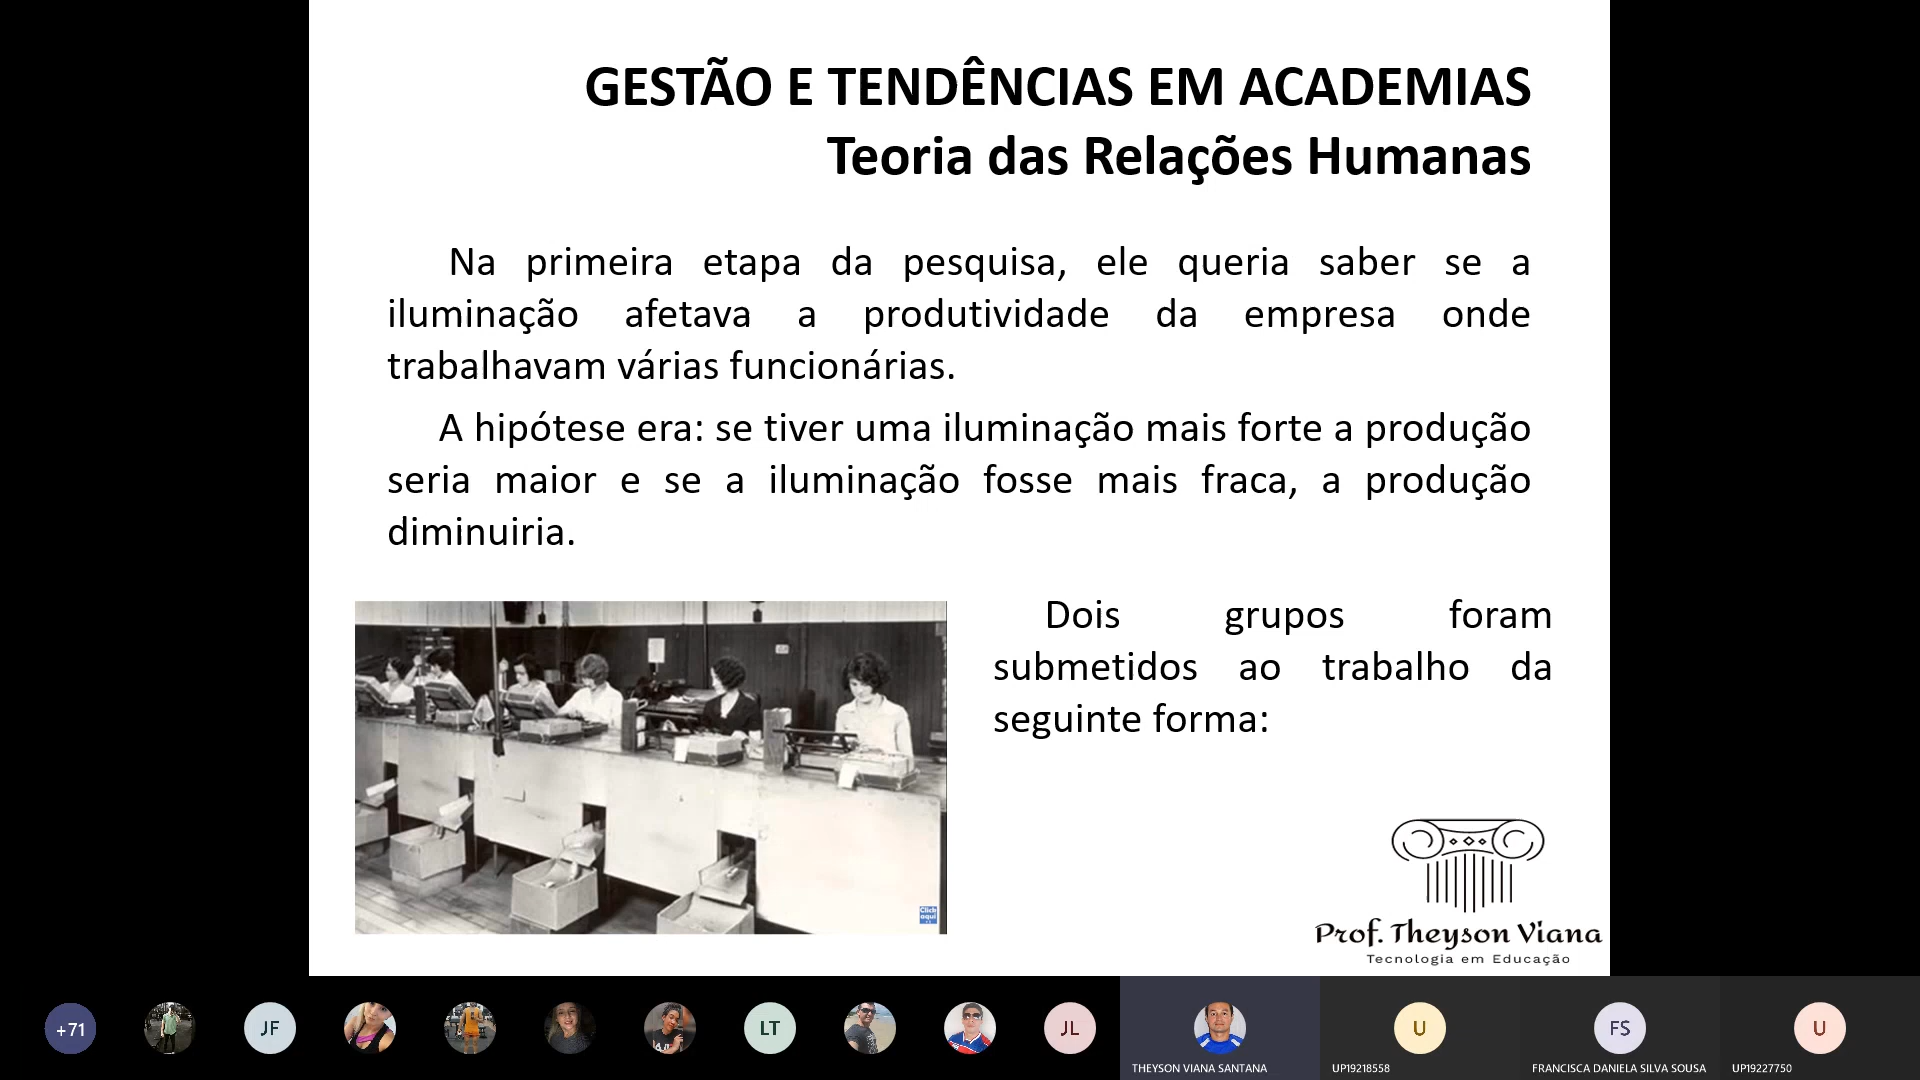 GESTÃO E TENDÊNCIAS EM ACADEMIAS
Teoria das Relações Humanas
Na primeira etapa da pesquisa, ele queria saber se a
iluminação afetava a produtividade da empresa onde
trabalhavam várias funcionárias.
A hipótese era: se tiver uma iluminação mais forte a produção
seria maior e se a iluminação fosse mais fraca, a produção
diminuiria.
Dois grupos foram
submetidos ao trabalho da
seguinte forma:
Click
aqui
Prof. Theyson Viana
Tecnologia em Educação
+71
JF
LT
JL
U
FS
U
THEYSON VIANA SANTANA
UP19218558
FRANCISCA DANIELA SILVA SOUSA
UP19227750